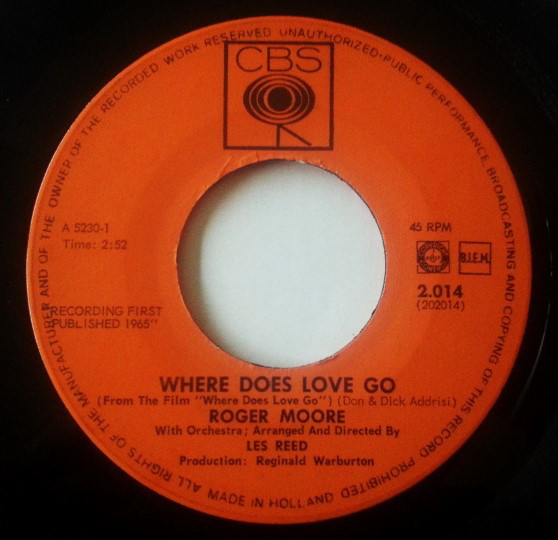 ALL RIGHTS OF THE MANUFACTURER AND OF THE OWNER OF THE RECORDED WORK RESERVED UNAUTHORIZED·PUBLIC PERFORMANCE, BROADCASTING AND COPYING OF THIS RECORD PROHIBITED
CBS
A 5230-1
Time: 2:52
45 RPM
B.I.E.M.
2.014
(202014)
"RECORDING FIRST
PUBLISHED 1965"
WHERE DOES LOVE GO
(From The Film "Where Does Love Go") (Don & Dick Addrisi)
ROGER MOORE
With Orchestra; Arranged And Directed By
LES REED
Production: Reginald Warburton
MADE IN HOLLAND